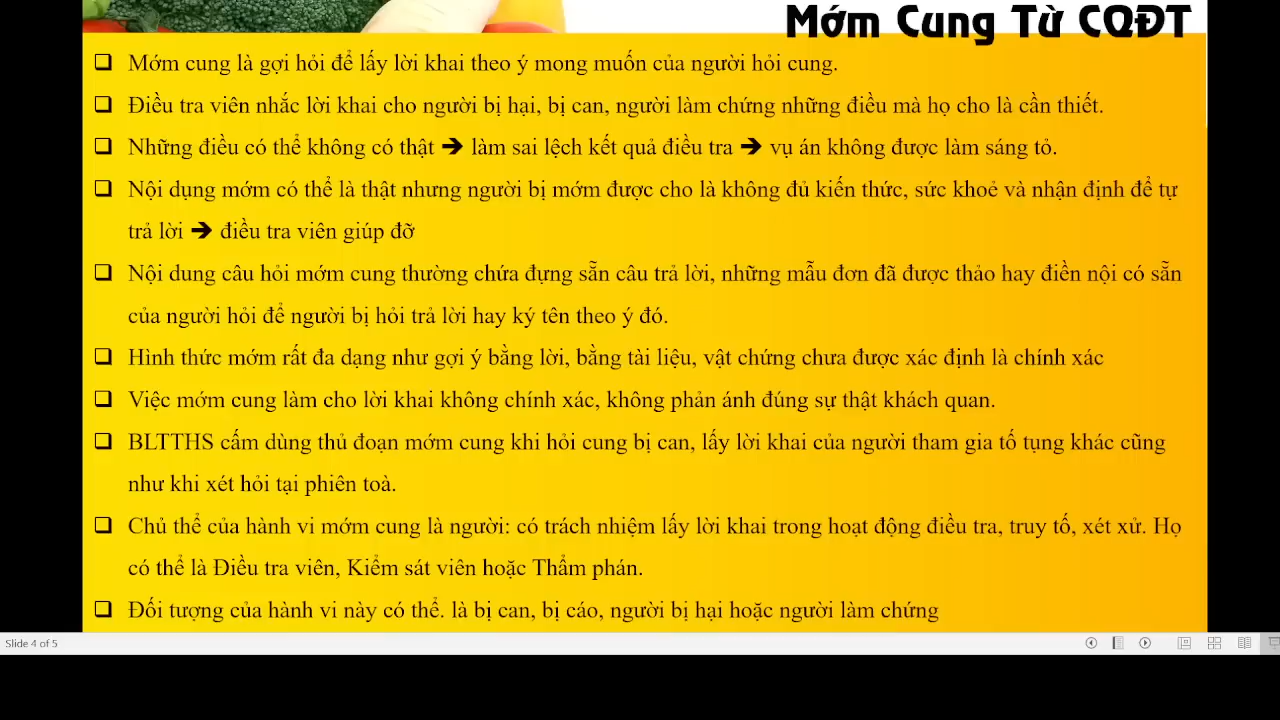 Mớm Cung Từ CQĐT
❑ Mớm cung là gợi hỏi để lấy lời khai theo ý mong muốn của người hỏi cung.
❑ Điều tra viên nhắc lời khai cho người bị hại, bị can, người làm chứng những điều mà họ cho là cần thiết.
❑ Những điều có thể không có thật ➔ làm sai lệch kết quả điều tra ➔ vụ án không được làm sáng tỏ.
❑ Nội dụng mớm có thể là thật nhưng người bị mớm được cho là không đủ kiến thức, sức khoẻ và nhận định để tự
trả lời ➔ điều tra viên giúp đỡ
❑ Nội dung câu hỏi mớm cung thường chứa đựng sẵn câu trả lời, những mẫu đơn đã được thảo hay điền nội có sẵn
của người hỏi để người bị hỏi trả lời hay ký tên theo ý đó.
❑ Hình thức mớm rất đa dạng như gợi ý bằng lời, bằng tài liệu, vật chứng chưa được xác định là chính xác
❑ Việc mớm cung làm cho lời khai không chính xác, không phản ánh đúng sự thật khách quan.
❑ BLTTHS cấm dùng thủ đoạn mớm cung khi hỏi cung bị can, lấy lời khai của người tham gia tố tụng khác cũng
như khi xét hỏi tại phiên toà.
❑ Chủ thể của hành vi mớm cung là người: có trách nhiệm lấy lời khai trong hoạt động điều tra, truy tố, xét xử. Họ
có thể là Điều tra viên, Kiểm sát viên hoặc Thẩm phán.
❑ Đối tượng của hành vi này có thể. là bị can, bị cáo, người bị hại hoặc người làm chứng
Slide 4 of 5